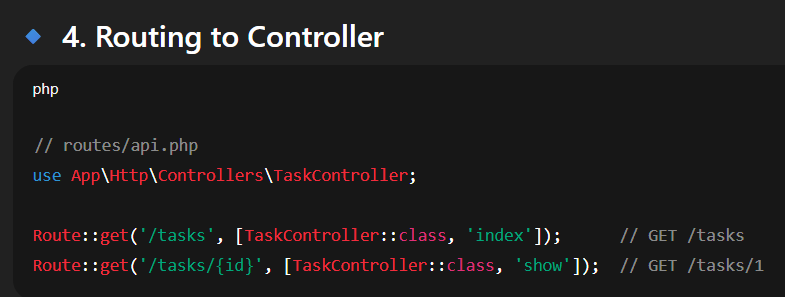 4. Routing to Controller
php
// routes/api.php
use App\Http\Controllers\TaskController;
Route::get('/tasks', [TaskController::class, 'index']);      // GET /tasks
Route::get('/tasks/{id}', [TaskController::class, 'show']);  // GET /tasks/1